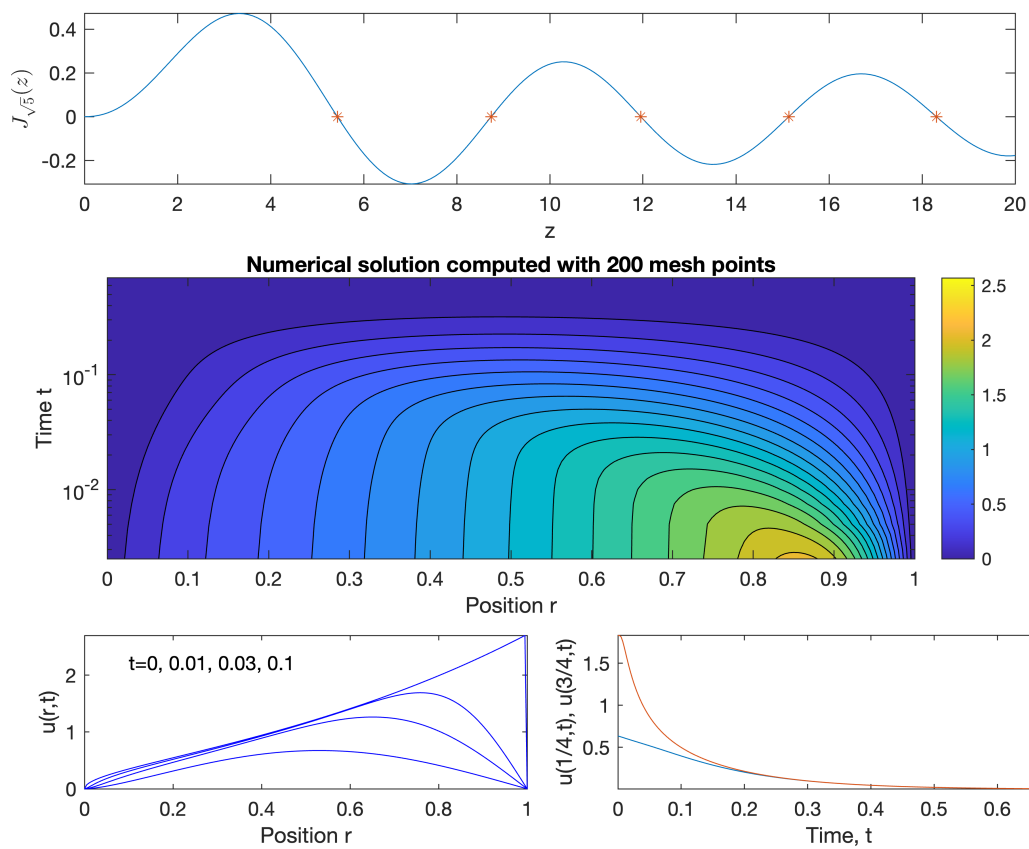 J√5(z)
0.4
0.2
0
-0.2
0 2 4 6 8 10 12 14 16 18 20
z
Numerical solution computed with 200 mesh points
Time t
10⁻¹
10⁻²
0 0.1 0.2 0.3 0.4 0.5 0.6 0.7 0.8 0.9 1
Position r
2.5
2
1.5
1
0.5
0
u(r,t)
2
1
0
t=0, 0.01, 0.03, 0.1
0 0.2 0.4 0.6 0.8 1
Position r
u(1/4,t), u(3/4,t)
1.5
1
0.5
0 0.1 0.2 0.3 0.4 0.5 0.6
Time, t